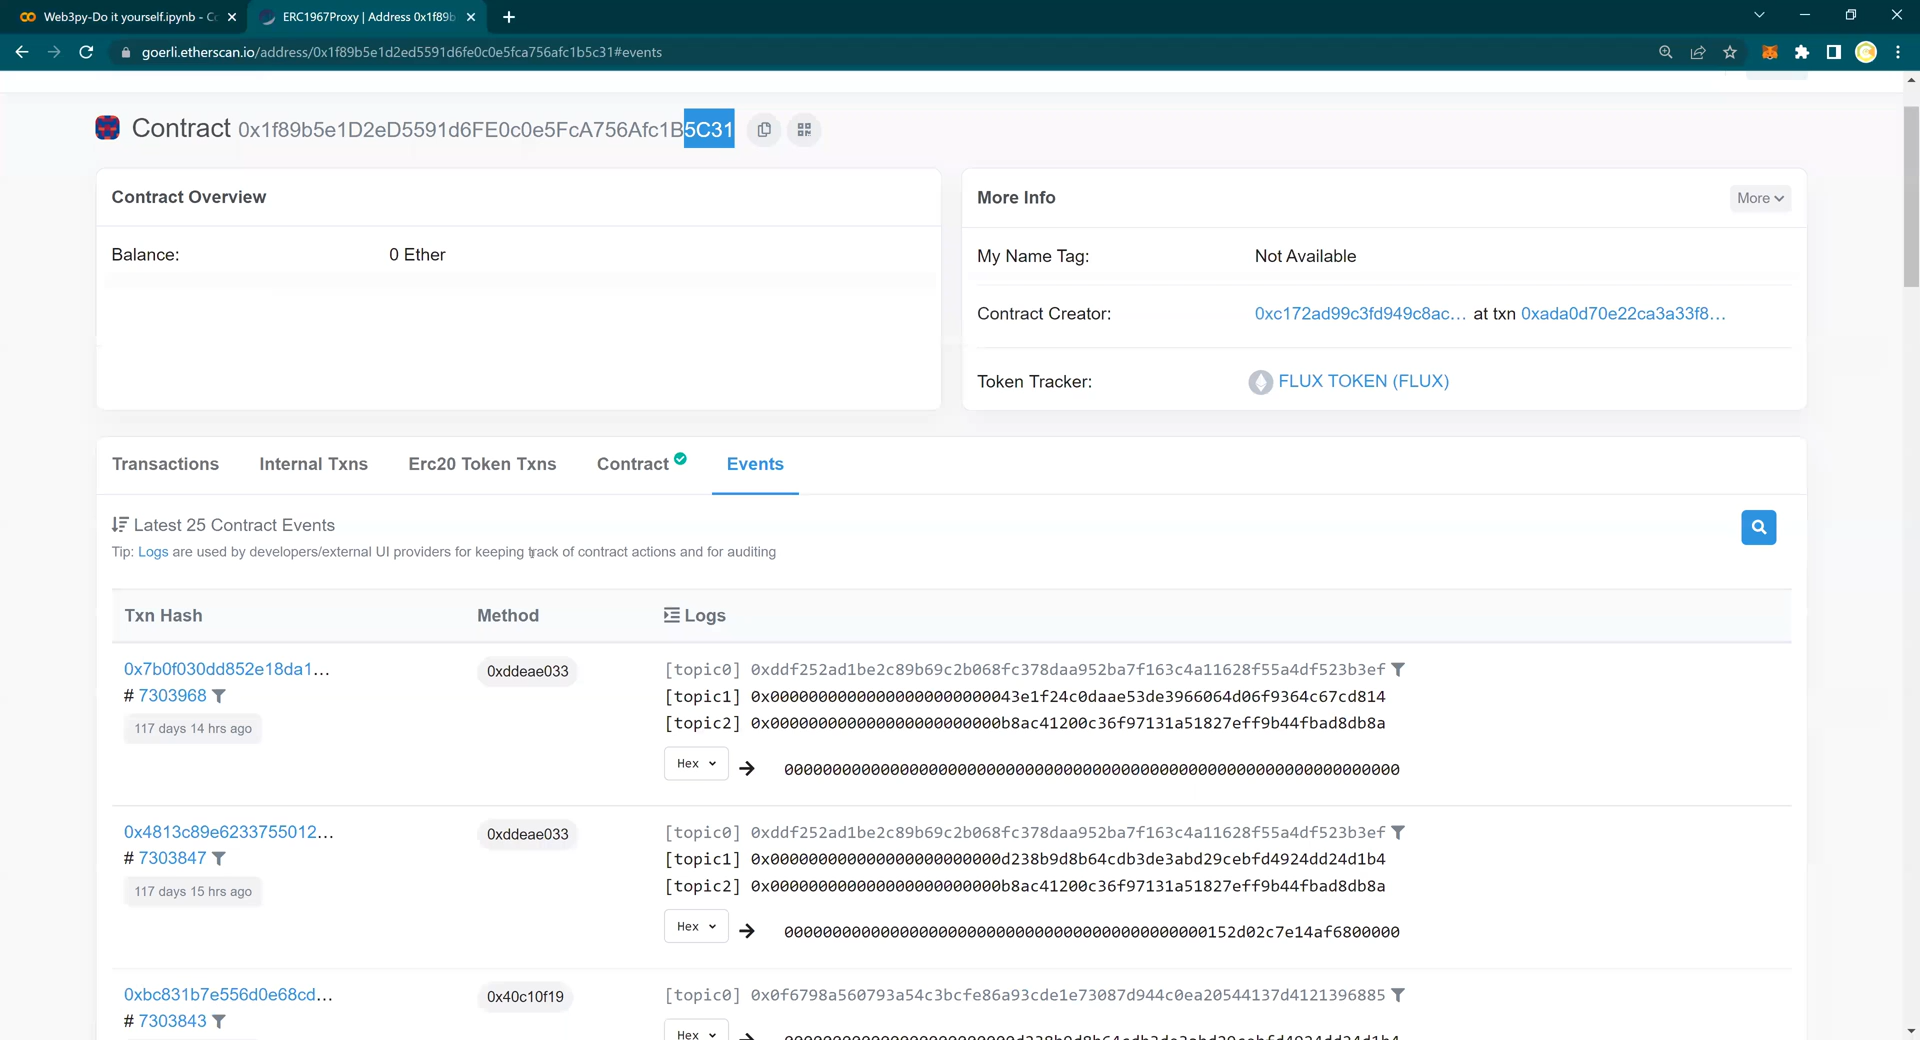 Web3py-Do it yourself.ipynb - Co
ERC1967Proxy | Address 0x1f89b
goerli.etherscan.io/address/0x1f89b5e1d2ed5591d6fe0c0e5fca756afc1b5c31#events
Contract 0x1f89b5e1D2eD5591d6FE0c0e5FcA756Afc1B5C31
Contract Overview
Balance: 0 Ether
More Info
More
My Name Tag: Not Available
Contract Creator: 0xc172ad99c3fd949c8ac... at txn 0xada0d70e22ca3a33f8...
Token Tracker: FLUX TOKEN (FLUX)
Transactions Internal Txns Erc20 Token Txns Contract Events
Latest 25 Contract Events
Tip: Logs are used by developers/external UI providers for keeping track of contract actions and for auditing
Txn Hash Method Logs
0x7b0f030dd852e18da1...
# 7303968
117 days 14 hrs ago
0xddeae033
[topic0] 0xddf252ad1be2c89b69c2b068fc378daa952ba7f163c4a11628f55a4df523b3ef
[topic1] 0x00000000000000000000000043e1f24c0daae53de3966064d06f9364c67cd814
[topic2] 0x000000000000000000000000b8ac41200c36f97131a51827eff9b44fbad8db8a
Hex 0000000000000000000000000000000000000000000000000000000000000000
0x4813c89e6233755012...
# 7303847
117 days 15 hrs ago
0xddeae033
[topic0] 0xddf252ad1be2c89b69c2b068fc378daa952ba7f163c4a11628f55a4df523b3ef
[topic1] 0x000000000000000000000000d238b9d8b64cdb3de3abd29cebfd4924dd24d1b4
[topic2] 0x000000000000000000000000b8ac41200c36f97131a51827eff9b44fbad8db8a
Hex 00000000000000000000000000000000000000000000152d02c7e14af6800000
0xbc831b7e556d0e68cd...
# 7303843
0x40c10f19
[topic0] 0x0f6798a560793a54c3bcfe86a93cde1e73087d944c0ea20544137d4121396885
Hex 000000000000000000000000d238b9d8b64cdb3de3abd29cebfd4924dd24d1b4